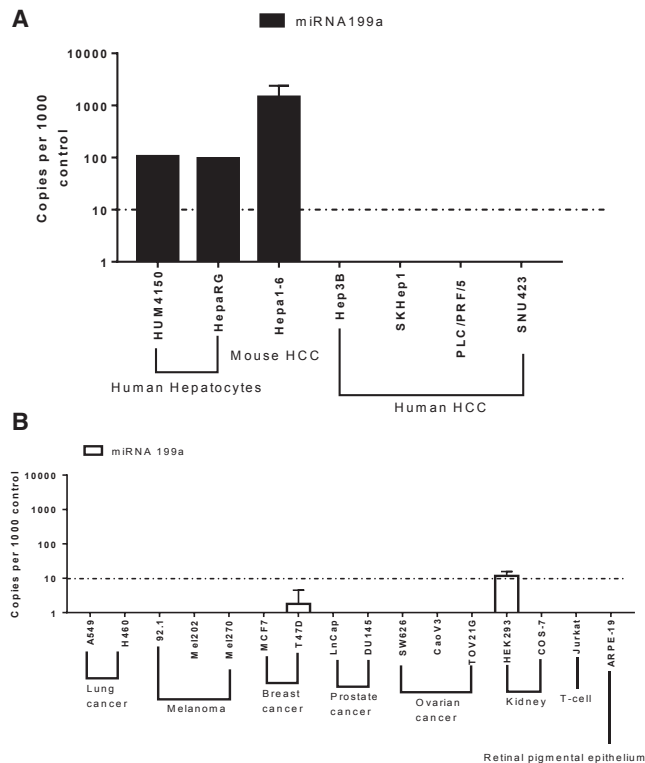 A
miRNA199a
Copies per 1000
control
10000
1000
100
10
1
HUM4150
HepaRG
Hepa1-6
Hep3B
SKHep1
PLC/PRF/5
SNU423
Mouse HCC
Human Hepatocytes
Human HCC
B
miRNA 199a
Copies per 1000 control
10000
1000
100
10
1
A549
H460
92.1
Mel202
Mel270
MCF7
T47D
LnCap
DU145
SW626
CaoV3
TOV21G
HEK293
COS-7
Jurkat
ARPE-19
Lung
cancer
Melanoma
Breast
cancer
Prostate
cancer
Ovarian
cancer
Kidney
T-cell
Retinal pigmental epithelium